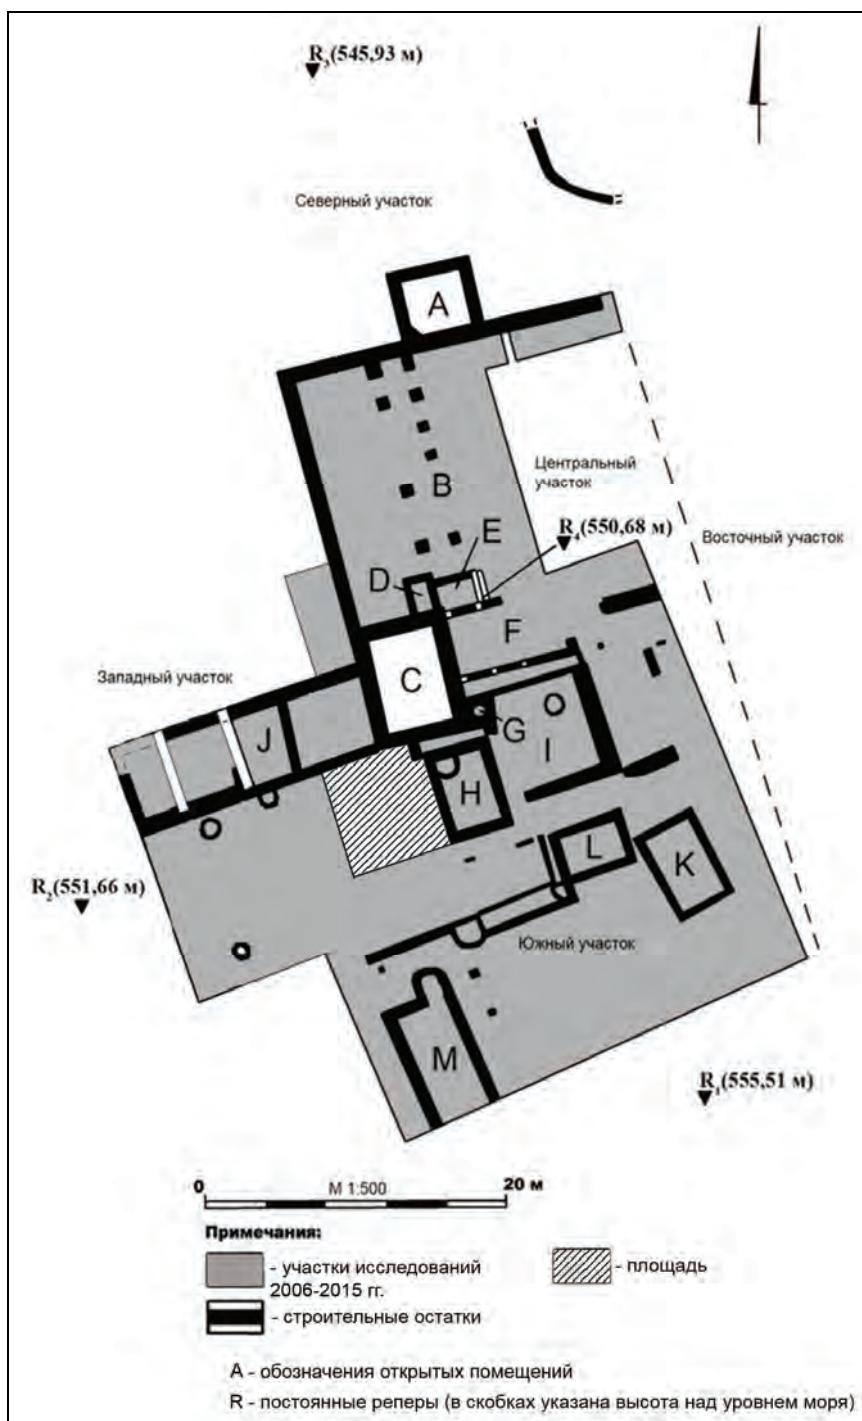 R₃(545,93 м)
Северный участок
A
Центральный
участок
B
E
R₄(550,68 м)
Восточный участок
D
F
Западный участок
C
J
G
I
H
L
K
R₂(551,66 м)
Южный участок
M
R₁(555,51 м)
0 М 1:500 20 м
Примечания:
- участки исследований
2006-2015 гг.
- площадь
- строительные остатки
А - обозначения открытых помещений
R - постоянные реперы (в скобках указана высота над уровнем моря)